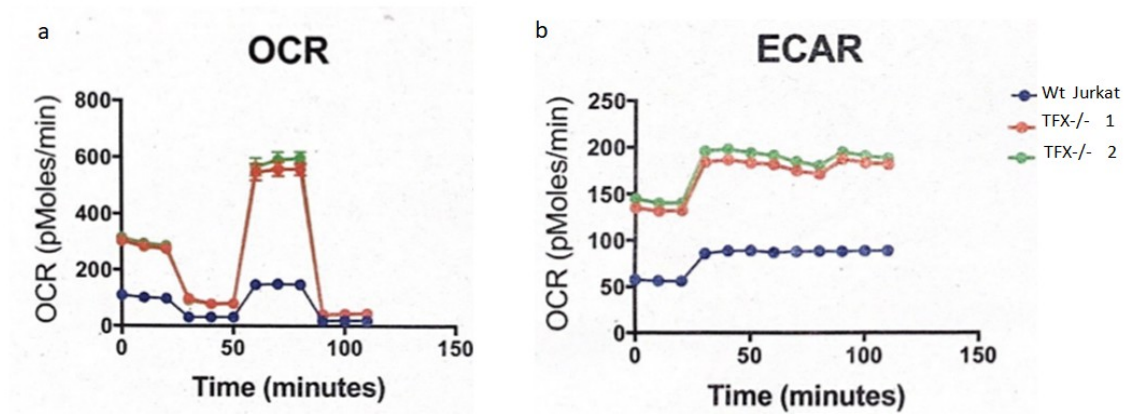 a
OCR
OCR (pMoles/min)
800
600
400
200
0
0 50 100 150
Time (minutes)
b
ECAR
OCR (pMoles/min)
250
200
150
100
50
0
0 50 100 150
Time (minutes)
Wt Jurkat
TFX-/- 1
TFX-/- 2